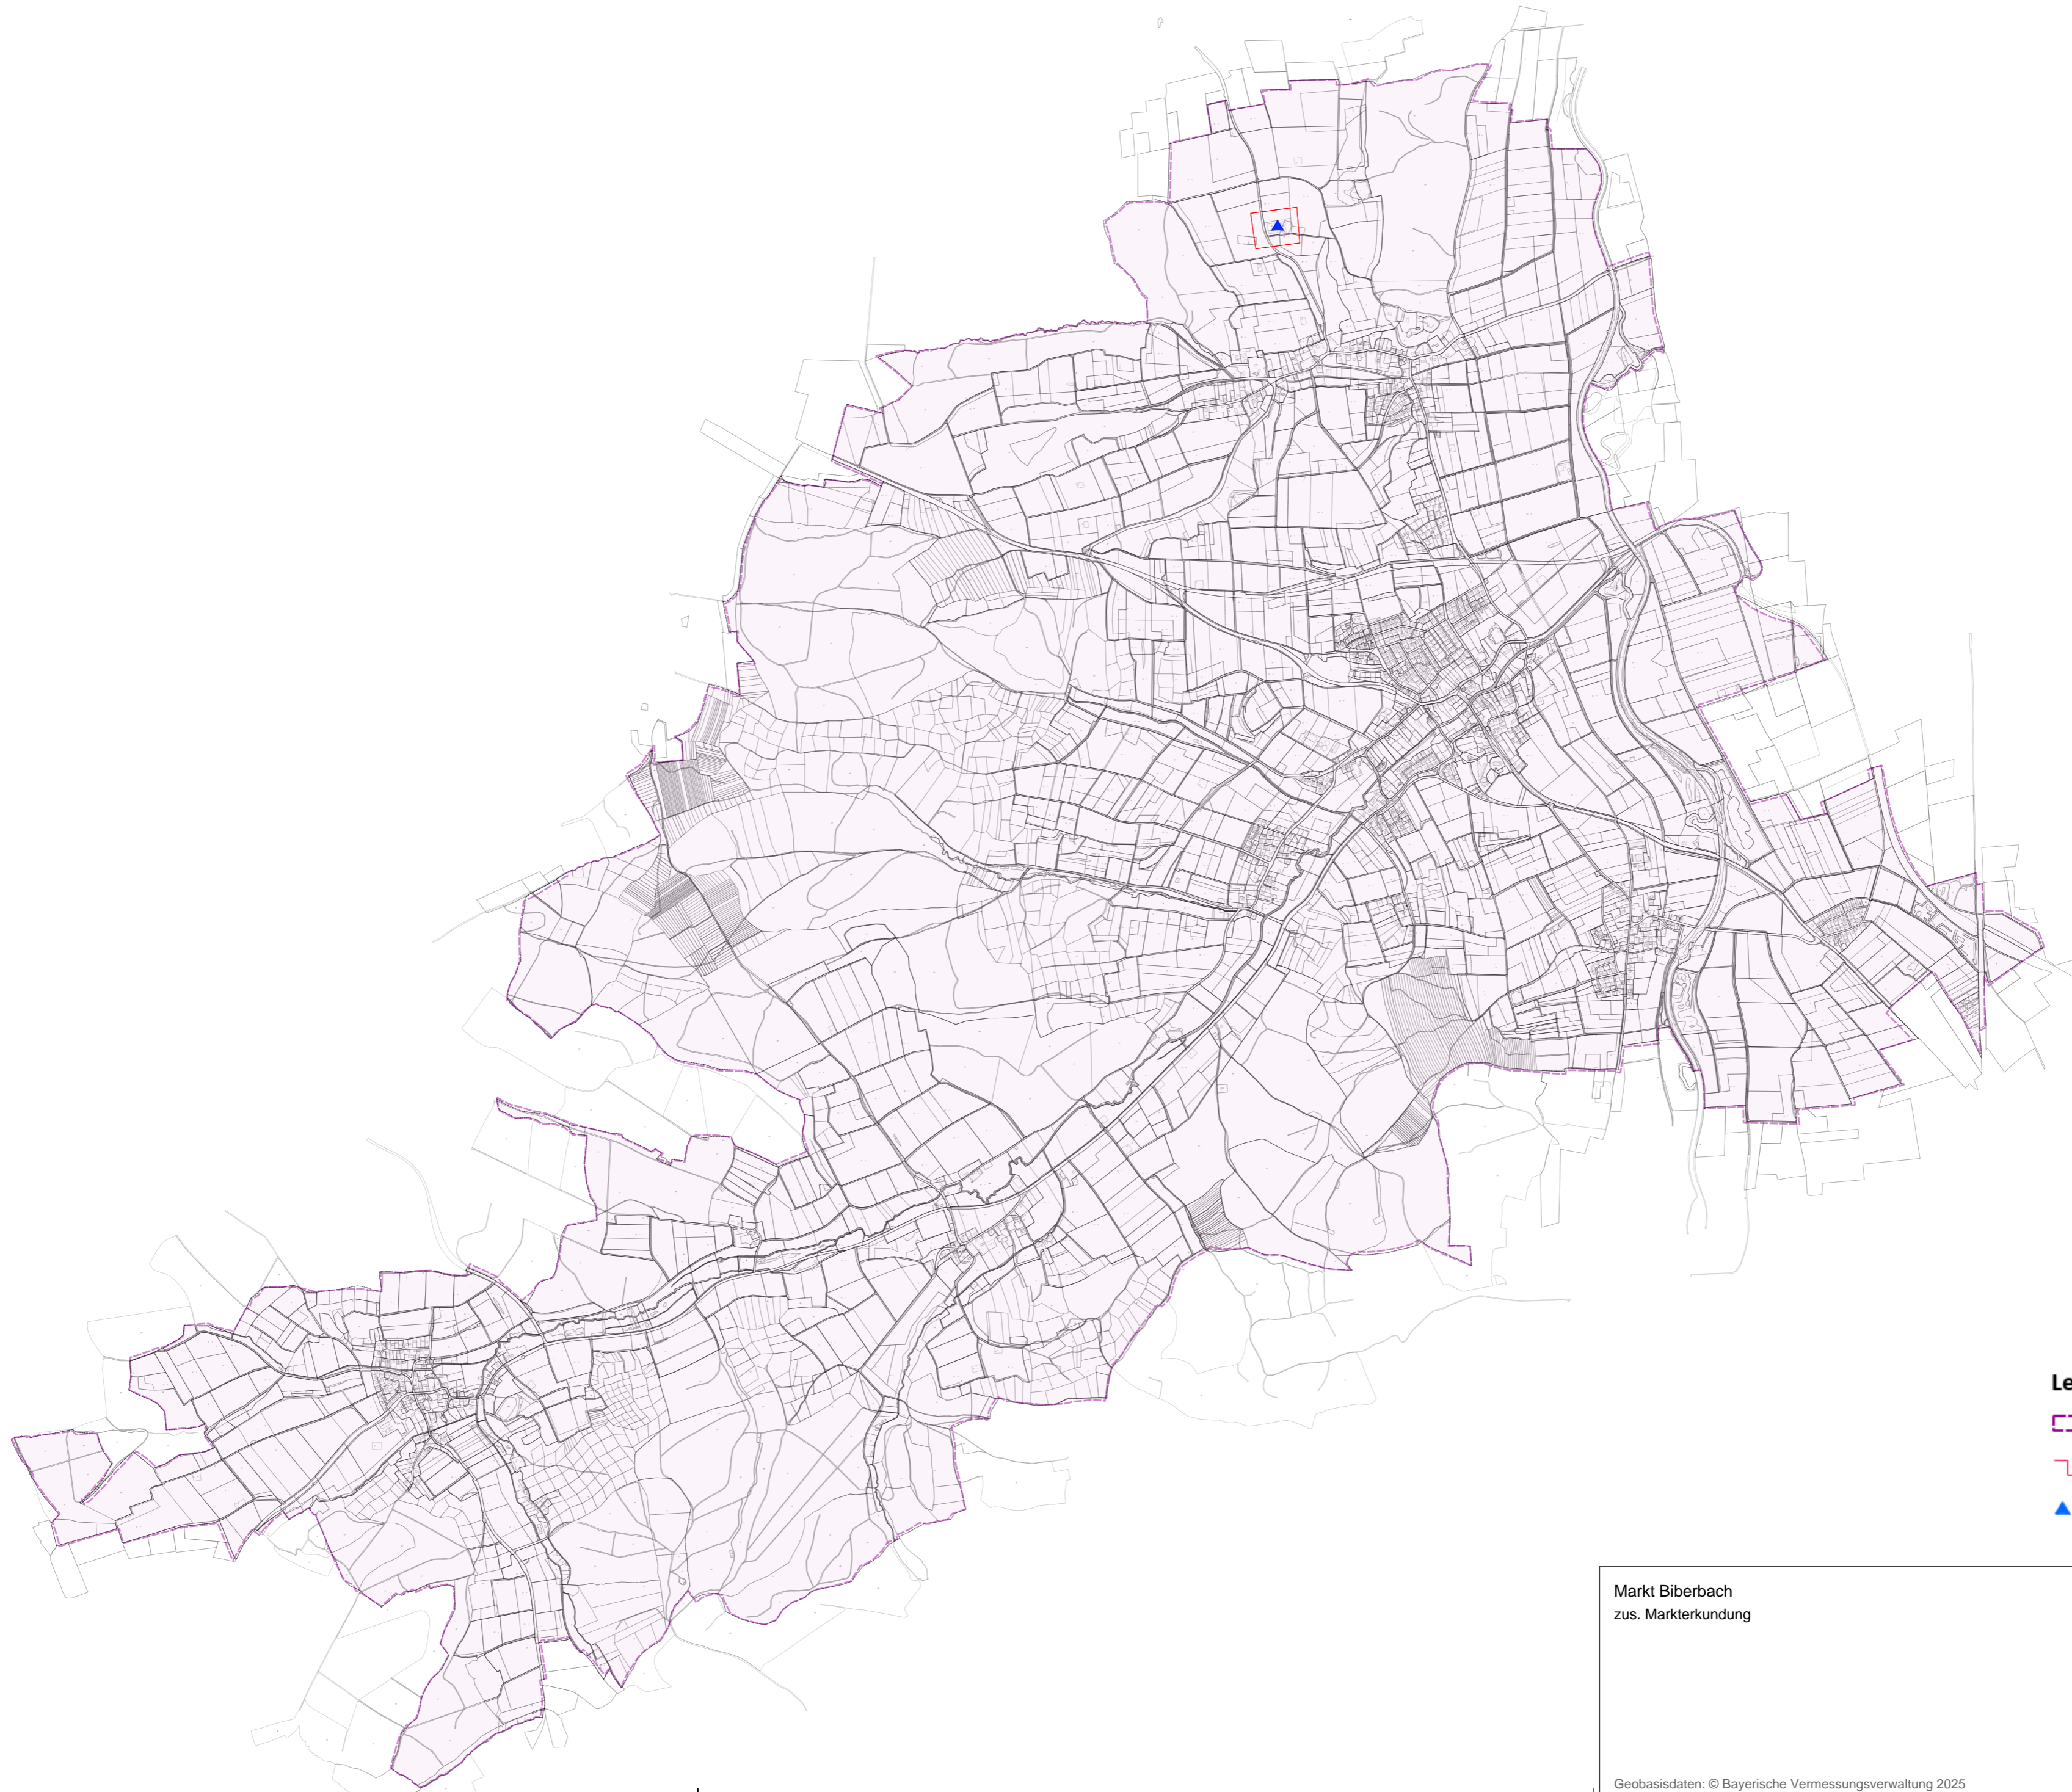 Le
Markt Biberbach
zus. Markterkundung
Geobasisdaten: © Bayerische Vermessungsverwaltung 2025